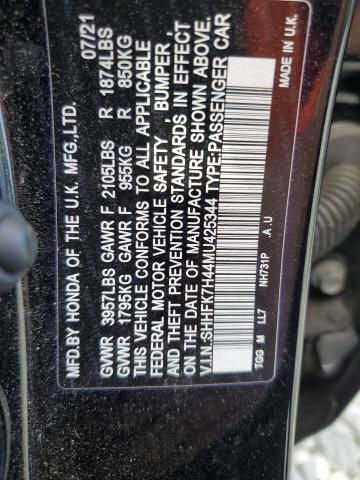 MFD.BY HONDA OF THE U.K. MFG.,LTD. 07/21
GVWR 3957LBS GAWR F 2105LBS R 1874LBS
GVWR 1795KG GAWR F 955KG R 850KG
THIS VEHICLE CONFORMS TO ALL APPLICABLE
FEDERAL MOTOR VEHICLE SAFETY, BUMPER,
AND THEFT PREVENTION STANDARDS IN EFFECT
ON THE DATE OF MANUFACTURE SHOWN ABOVE.
V.I.N.:SHHFK7H44MU425344 TYPE:PASSENGER CAR
TGG M LL7 NH731P .A .U MADE IN U.K.